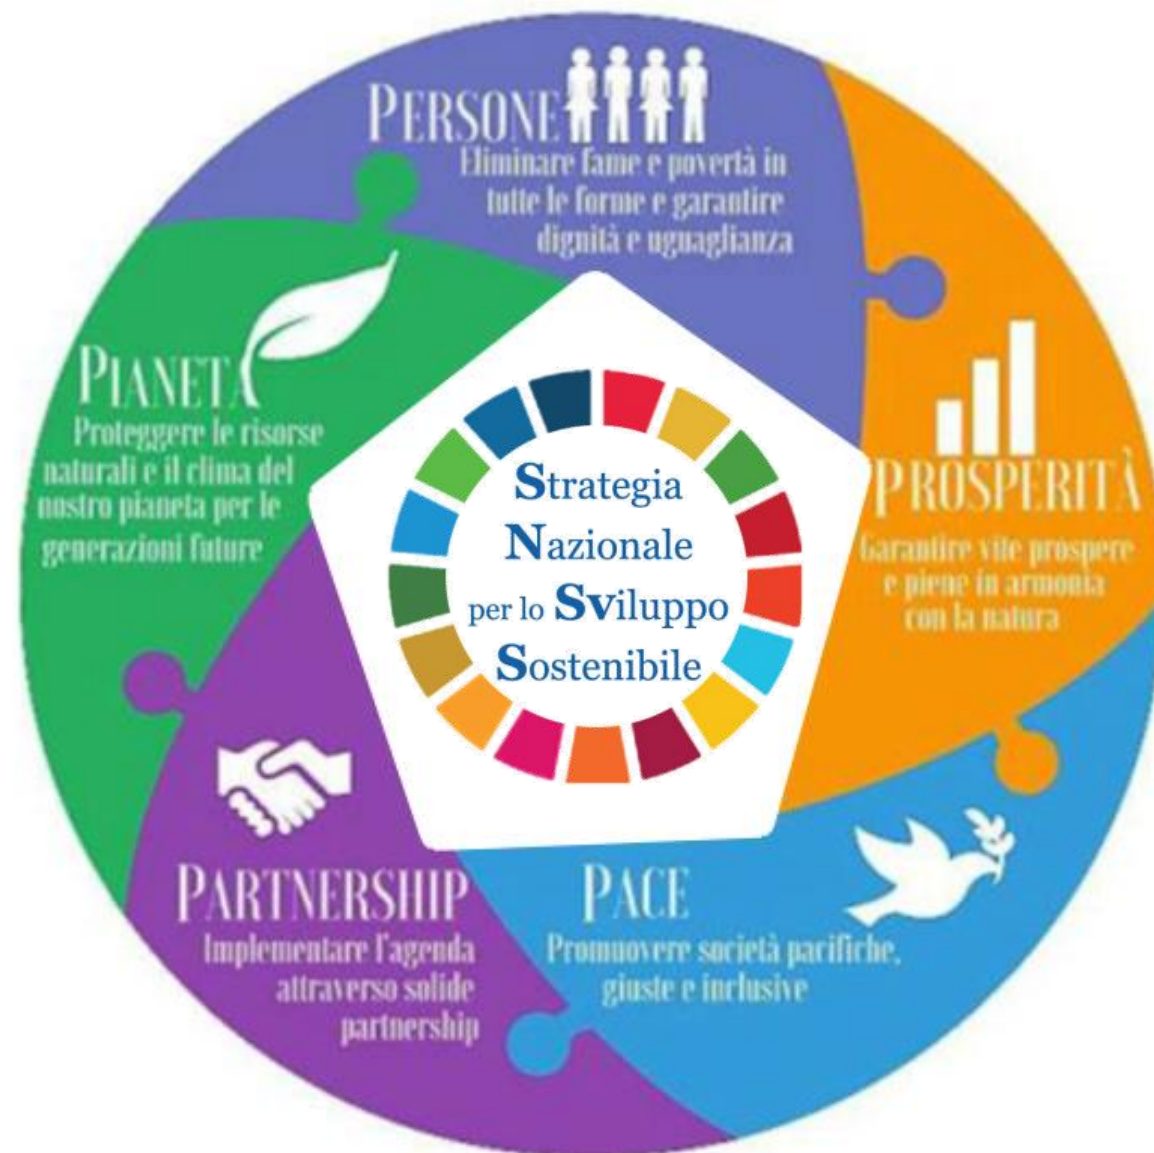 PERSONE
Eliminare fame e povertà in
tutte le forme e garantire
dignità e uguaglianza
PROSPERITÀ
Garantire vite prospere
e piene in armonia
con la natura
PACE
Promuovere società pacifiche,
giuste e inclusive
PARTNERSHIP
Implementare l'agenda
attraverso solide
partnership
PIANETA
Proteggere le risorse
naturali e il clima del
nostro pianeta per le
generazioni future
Strategia
Nazionale
per lo Sviluppo
Sostenibile